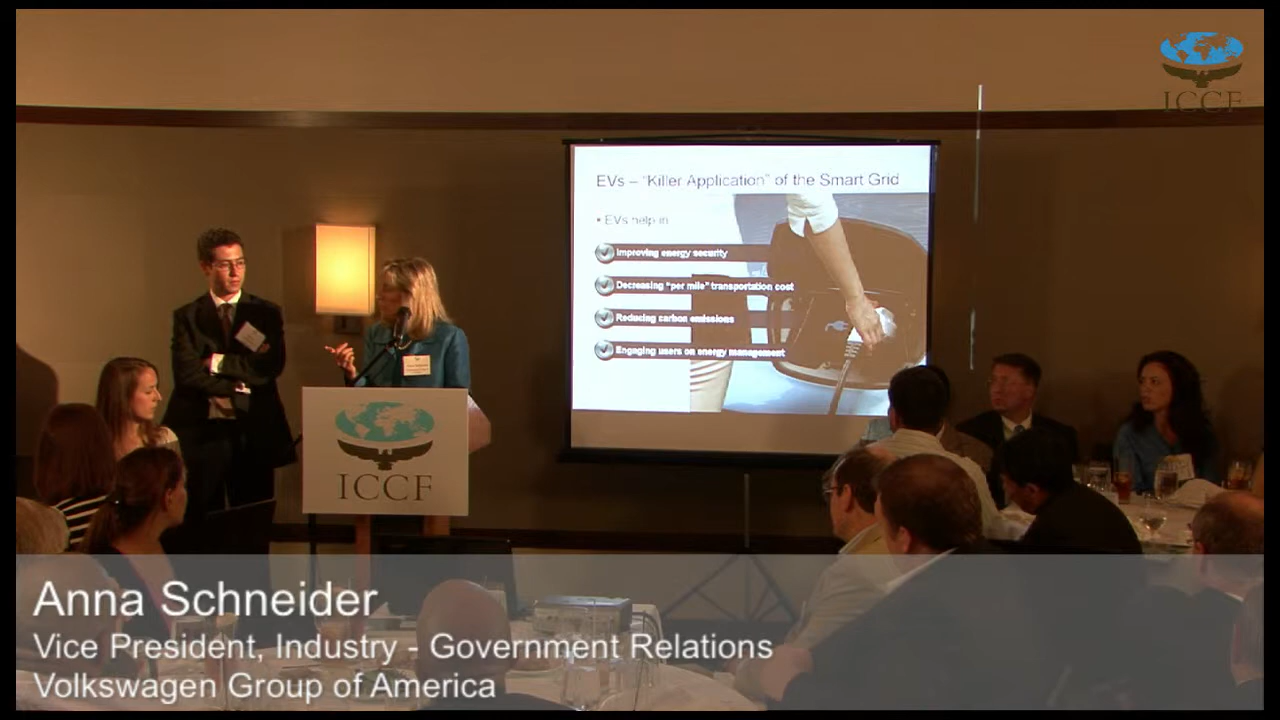 ICCF
EVs – "Killer Application" of the Smart Grid
• EVs help in
Improving energy security
Decreasing "per mile" transportation cost
Reducing carbon emissions
Engaging users on energy management
ICCF
Anna Schneider
Vice President, Industry - Government Relations
Volkswagen Group of America